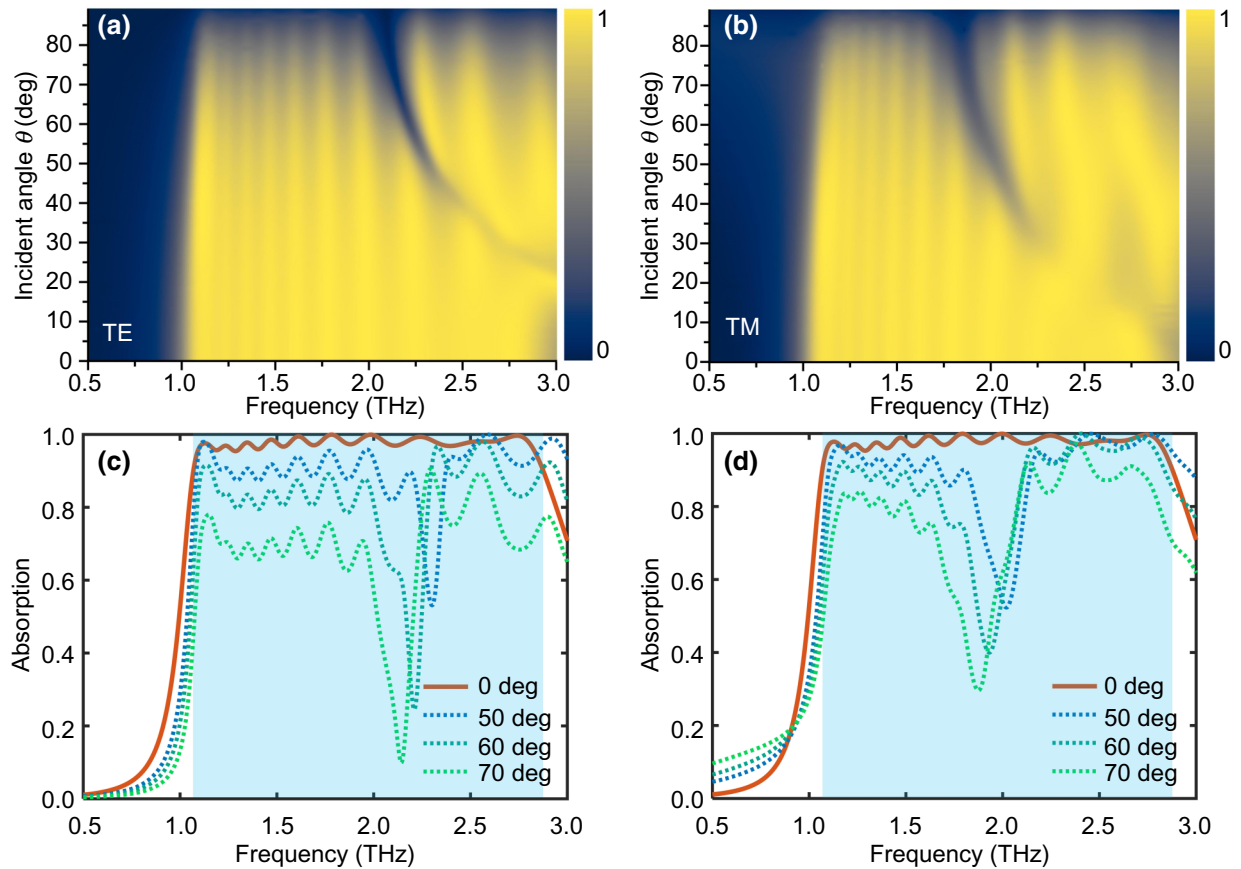 (a)
Incident angle θ (deg)
80
70
60
50
40
30
20
10
0
TE
0.5 1.0 1.5 2.0 2.5 3.0
Frequency (THz)
1
0
(b)
Incident angle θ (deg)
80
70
60
50
40
30
20
10
0
TM
0.5 1.0 1.5 2.0 2.5 3.0
Frequency (THz)
1
0
(c)
Absorption
1.0
0.8
0.6
0.4
0.2
0.0
0 deg
50 deg
60 deg
70 deg
0.5 1.0 1.5 2.0 2.5 3.0
Frequency (THz)
(d)
Absorption
1.0
0.8
0.6
0.4
0.2
0.0
0 deg
50 deg
60 deg
70 deg
0.5 1.0 1.5 2.0 2.5 3.0
Frequency (THz)